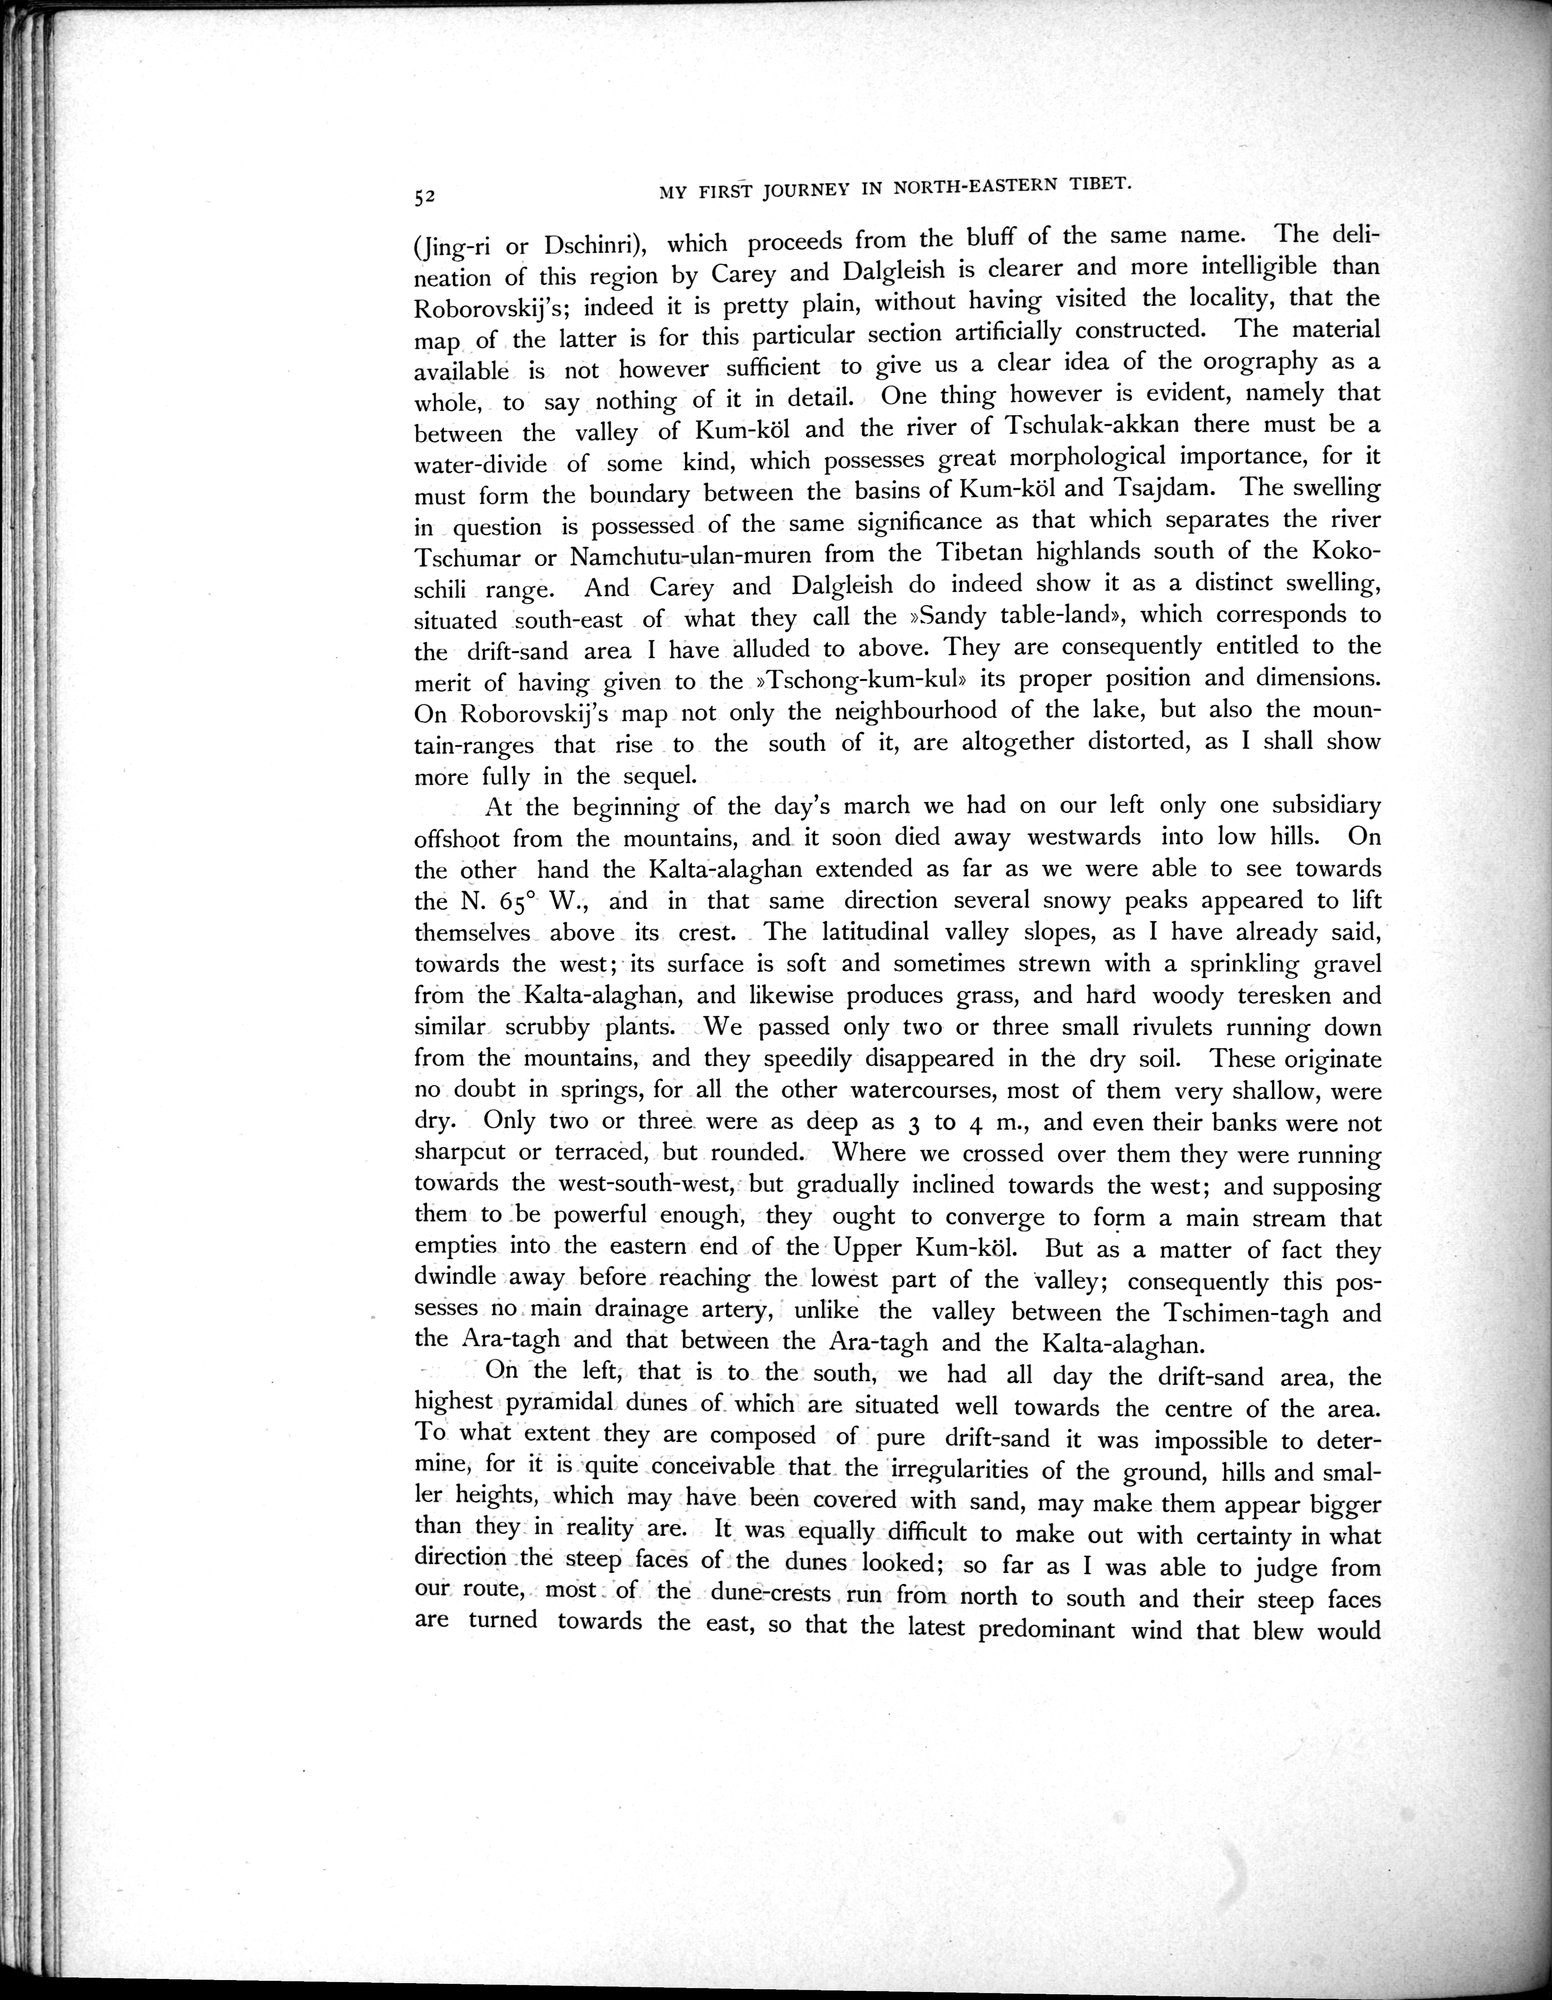 52 MY FIRST JOURNEY IN NORTH-EASTERN TIBET.
(Jing-ri or Dschinri), which proceeds from the bluff of the same name. The deli-
neation of this region by Carey and Dalgleish is clearer and more intelligible than
Roborovskij's; indeed it is pretty plain, without having visited the locality, that the
map of the latter is for this particular section artificially constructed. The material
available is not however sufficient to give us a clear idea of the orography as a
whole, to say nothing of it in detail. One thing however is evident, namely that
between the valley of Kum-köl and the river of Tschulak-akkan there must be a
water-divide of some kind, which possesses great morphological importance, for it
must form the boundary between the basins of Kum-köl and Tsajdam. The swelling
in question is possessed of the same significance as that which separates the river
Tschumar or Namchutu-ulan-muren from the Tibetan highlands south of the Koko-
schili range. And Carey and Dalgleish do indeed show it as a distinct swelling,
situated south-east of what they call the »Sandy table-land», which corresponds to
the drift-sand area I have alluded to above. They are consequently entitled to the
merit of having given to the »Tschong-kum-kul» its proper position and dimensions.
On Roborovskij's map not only the neighbourhood of the lake, but also the moun-
tain-ranges that rise to the south of it, are altogether distorted, as I shall show
more fully in the sequel.
At the beginning of the day's march we had on our left only one subsidiary
offshoot from the mountains, and it soon died away westwards into low hills. On
the other hand the Kalta-alaghan extended as far as we were able to see towards
the N. 65° W., and in that same direction several snowy peaks appeared to lift
themselves above its crest. The latitudinal valley slopes, as I have already said,
towards the west; its surface is soft and sometimes strewn with a sprinkling gravel
from the Kalta-alaghan, and likewise produces grass, and hard woody teresken and
similar scrubby plants. We passed only two or three small rivulets running down
from the mountains, and they speedily disappeared in the dry soil. These originate
no doubt in springs, for all the other watercourses, most of them very shallow, were
dry. Only two or three were as deep as 3 to 4 m., and even their banks were not
sharpcut or terraced, but rounded. Where we crossed over them they were running
towards the west-south-west, but gradually inclined towards the west; and supposing
them to be powerful enough, they ought to converge to form a main stream that
empties into the eastern end of the Upper Kum-köl. But as a matter of fact they
dwindle away before reaching the lowest part of the valley; consequently this pos-
sesses no main drainage artery, unlike the valley between the Tschimen-tagh and
the Ara-tagh and that between the Ara-tagh and the Kalta-alaghan.
On the left, that is to the south, we had all day the drift-sand area, the
highest pyramidal dunes of which are situated well towards the centre of the area.
To what extent they are composed of pure drift-sand it was impossible to deter-
mine, for it is quite conceivable that the irregularities of the ground, hills and smal-
ler heights, which may have been covered with sand, may make them appear bigger
than they in reality are. It was equally difficult to make out with certainty in what
direction the steep faces of the dunes looked; so far as I was able to judge from
our route, most of the dune-crests run from north to south and their steep faces
are turned towards the east, so that the latest predominant wind that blew would